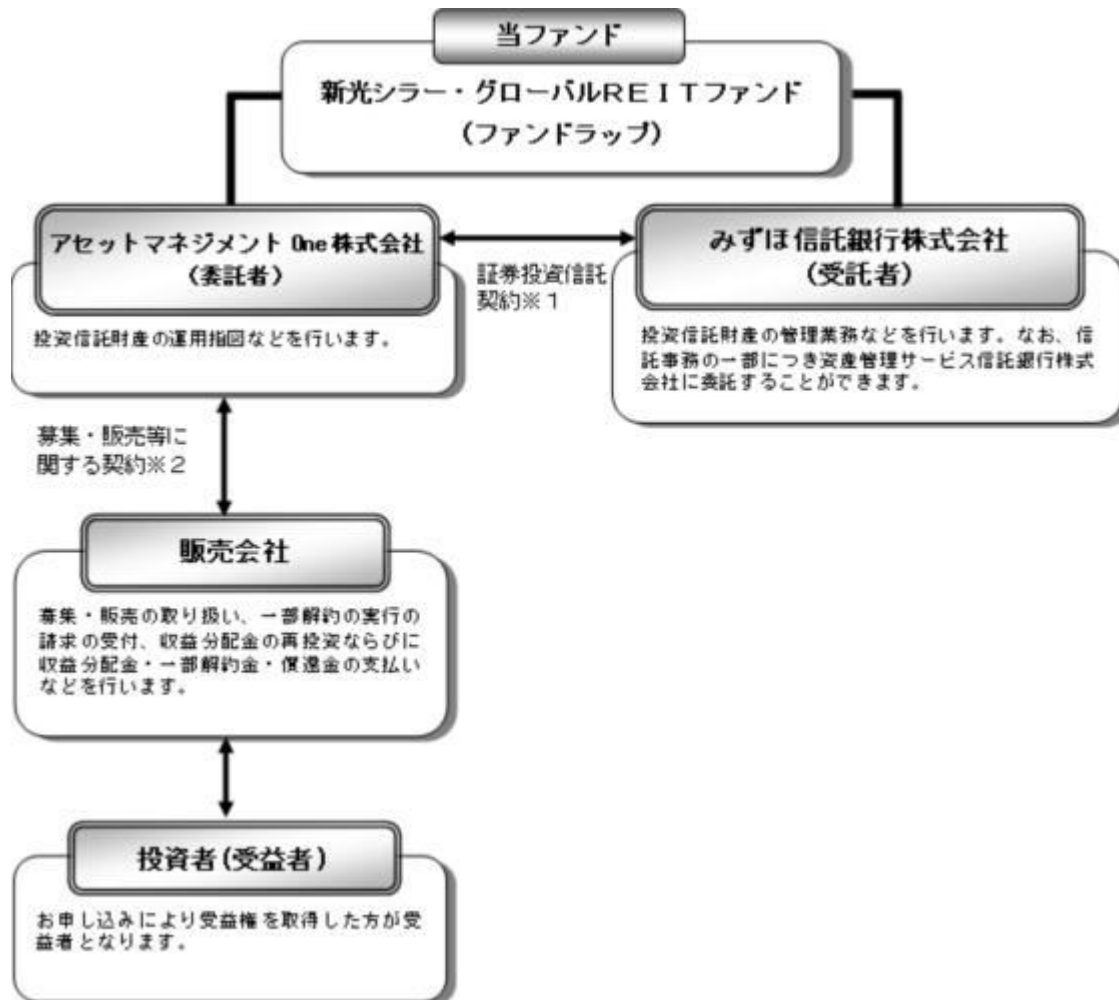 当ファンド
新光シラー・グローバルＲＥＩＴファンド
（ファンドラップ）
アセットマネジメント One 株式会社
（委託者）
投資信託財産の運用指図などを行います。
証券投資信託
契約※１
みずほ信託銀行株式会社
（受託者）
投資信託財産の管理業務などを行います。なお、信
託事務の一部につき資産管理サービス信託銀行株式
会社に委託することができます。
募集・販売等に
関する契約※２
販売会社
募集・販売の取り扱い、一部解約の実行の
請求の受付、収益分配金の再投資ならびに
収益分配金・一部解約金・償還金の支払い
などを行います。
投資者(受益者)
お申し込みにより受益権を取得した方が受
益者となります。